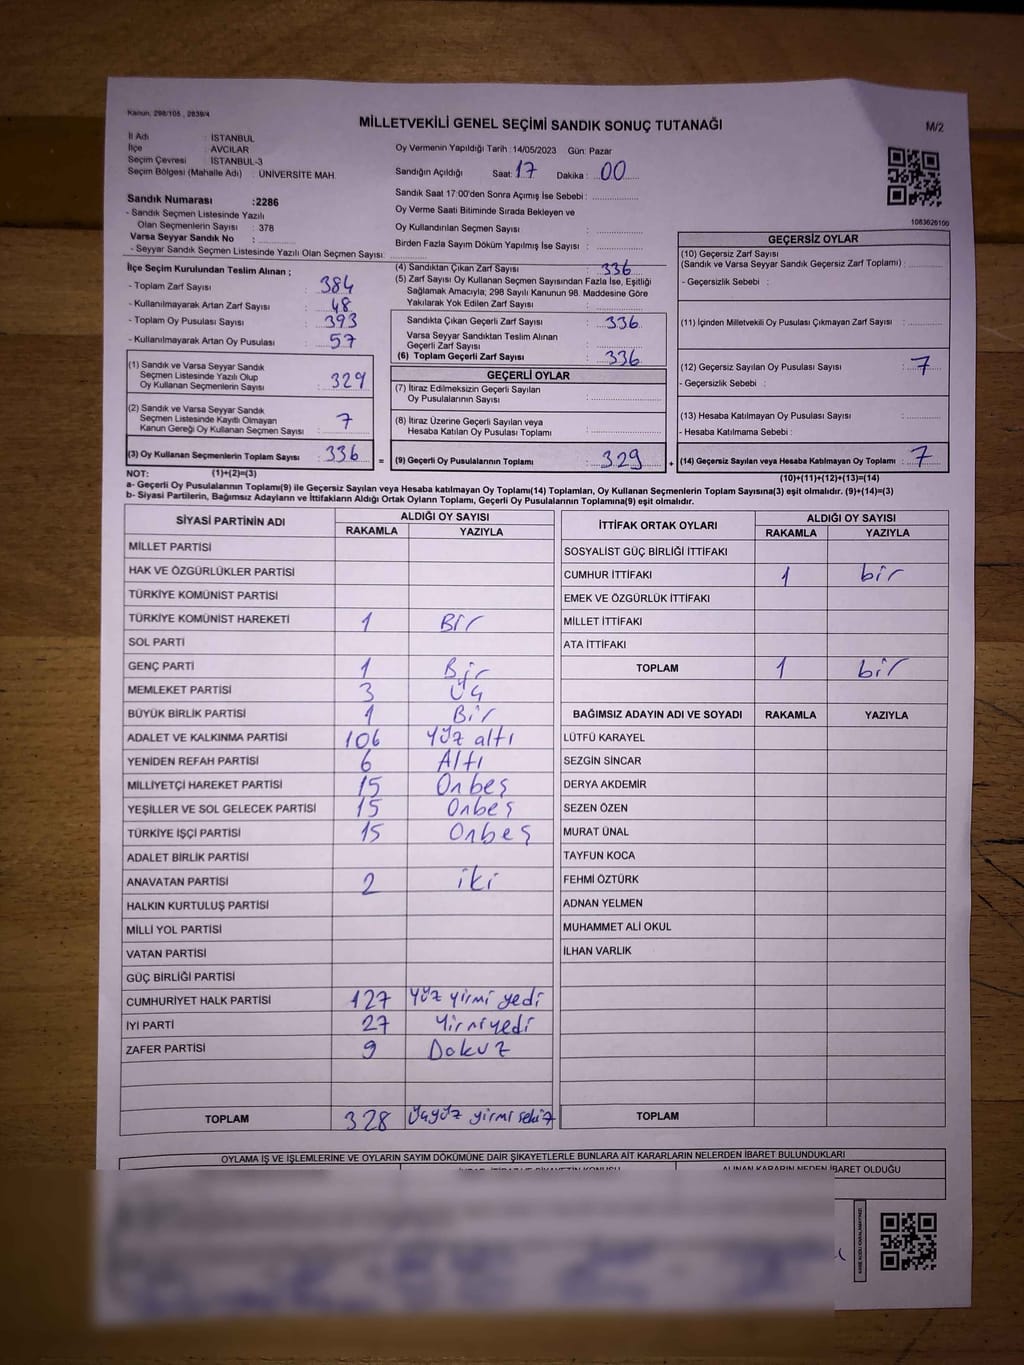 Kanun, 298/105 , 2839/4
MİLLETVEKİLİ GENEL SEÇİMİ SANDIK SONUÇ TUTANAĞI
M/2
İl Adı : İSTANBUL
İlçe : AVCILAR
Seçim Çevresi : İSTANBUL-3
Seçim Bölgesi (Mahalle Adı) : ÜNİVERSİTE MAH.
Oy Vermenin Yapıldığı Tarih :14/05/2023 Gün: Pazar
Sandığın Açıldığı Saat: 17 Dakika : 00
Sandık Saat 17:00'den Sonra Açımış İse Sebebi :
Sandık Numarası :2286
- Sandık Seçmen Listesinde Yazılı
Olan Seçmenlerin Sayısı : 378
Varsa Seyyar Sandık No :
- Seyyar Sandık Seçmen Listesinde Yazılı Olan Seçmen Sayısı:
Oy Verme Saati Bitiminde Sırada Bekleyen ve
Oy Kullandırılan Seçmen Sayısı :
Birden Fazla Sayım Döküm Yapılmış İse Sayısı :
1083626100
İlçe Seçim Kurulundan Teslim Alınan ;
- Toplam Zarf Sayısı : 384
- Kullanılmayarak Artan Zarf Sayısı : 48
- Toplam Oy Pusulası Sayısı : 393
- Kullanılmayarak Artan Oy Pusulası : 57
(1) Sandık ve Varsa Seyyar Sandık
Seçmen Listesinde Yazılı Olup
Oy Kullanan Seçmenlerin Sayısı : 329
(2) Sandık ve Varsa Seyyar Sandık
Seçmen Listesinde Kayıtlı Olmayan
Kanun Gereği Oy Kullanan Seçmen Sayısı : 7
(3) Oy Kullanan Seçmenlerin Toplam Sayısı : 336
(4) Sandıktan Çıkan Zarf Sayısı : 336
(5) Zarf Sayısı Oy Kullanan Seçmen Sayısından Fazla İse, Eşitliği
Sağlamak Amacıyla; 298 Sayılı Kanunun 98. Maddesine Göre
Yakılarak Yok Edilen Zarf Sayısı :
Sandıkta Çıkan Geçerli Zarf Sayısı : 336
Varsa Seyyar Sandıktan Teslim Alınan
Geçerli Zarf Sayısı :
(6) Toplam Geçerli Zarf Sayısı : 336
GEÇERLİ OYLAR
(7) İtiraz Edilmeksizin Geçerli Sayılan
Oy Pusulalarının Sayısı :
(8) İtiraz Üzerine Geçerli Sayılan veya
Hesaba Katılan Oy Pusulası Toplamı :
= (9) Geçerli Oy Pusulalarının Toplamı : 329
GEÇERSİZ OYLAR
(10) Geçersiz Zarf Sayısı
(Sandık ve Varsa Seyyar Sandık Geçersiz Zarf Toplamı) :
- Geçersizlik Sebebi :
(11) İçinden Milletvekili Oy Pusulası Çıkmayan Zarf Sayısı :
(12) Geçersiz Sayılan Oy Pusulası Sayısı : 7
- Geçersizlik Sebebi :
(13) Hesaba Katılmayan Oy Pusulası Sayısı :
- Hesaba Katılmama Sebebi :
+ (14) Geçersiz Sayılan veya Hesaba Katılmayan Oy Toplamı : 7
NOT: (1)+(2)=(3)
(10)+(11)+(12)+(13)=(14)
a- Geçerli Oy Pusulalarının Toplamı(9) ile Geçersiz Sayılan veya Hesaba katılmayan Oy Toplamı(14) Toplamları, Oy Kullanan Seçmenlerin Toplam Sayısına(3) eşit olmalıdır. (9)+(14)=(3)
b- Siyasi Partilerin, Bağımsız Adayların ve İttifakların Aldığı Ortak Oyların Toplamı, Geçerli Oy Pusulalarının Toplamına(9) eşit olmalıdır.
SİYASİ PARTİNİN ADI ALDIĞI OY SAYISI
RAKAMLA YAZIYLA
MİLLET PARTİSİ
HAK VE ÖZGÜRLÜKLER PARTİSİ
TÜRKİYE KOMÜNİST PARTİSİ
TÜRKİYE KOMÜNİST HAREKETİ 1 Bir
SOL PARTİ
GENÇ PARTİ 1 Bir
MEMLEKET PARTİSİ 3 Üç
BÜYÜK BİRLİK PARTİSİ 1 Bir
ADALET VE KALKINMA PARTİSİ 106 Yüz altı
YENİDEN REFAH PARTİSİ 6 Altı
MİLLİYETÇİ HAREKET PARTİSİ 15 Onbeş
YEŞİLLER VE SOL GELECEK PARTİSİ 15 Onbeş
TÜRKİYE İŞÇİ PARTİSİ 15 Onbeş
ADALET BİRLİK PARTİSİ
ANAVATAN PARTİSİ 2 iki
HALKIN KURTULUŞ PARTİSİ
MİLLİ YOL PARTİSİ
VATAN PARTİSİ
GÜÇ BİRLİĞİ PARTİSİ
CUMHURİYET HALK PARTİSİ 127 Yüz yirmi yedi
İYİ PARTİ 27 Yirmiyedi
ZAFER PARTİSİ 9 Dokuz
TOPLAM 328 Üçyüz yirmi sekiz
İTTİFAK ORTAK OYLARI ALDIĞI OY SAYISI
RAKAMLA YAZIYLA
SOSYALİST GÜÇ BİRLİĞİ İTTİFAKI
CUMHUR İTTİFAKI 1 bir
EMEK VE ÖZGÜRLÜK İTTİFAKI
MİLLET İTTİFAKI
ATA İTTİFAKI
TOPLAM 1 bir
BAĞIMSIZ ADAYIN ADI VE SOYADI RAKAMLA YAZIYLA
LÜTFÜ KARAYEL
SEZGİN SİNCAR
DERYA AKDEMİR
SEZEN ÖZEN
MURAT ÜNAL
TAYFUN KOCA
FEHMİ ÖZTÜRK
ADNAN YELMEN
MUHAMMET ALİ OKUL
İLHAN VARLIK
TOPLAM
OYLAMA İŞ VE İŞLEMLERİNE VE OYLARIN SAYIM DÖKÜMÜNE DAİR ŞİKAYETLERLE BUNLARA AİT KARARLARIN NELERDEN İBARET BULUNDUKLARI
ALINAN KARARIN NEDEN İBARET OLDUĞU